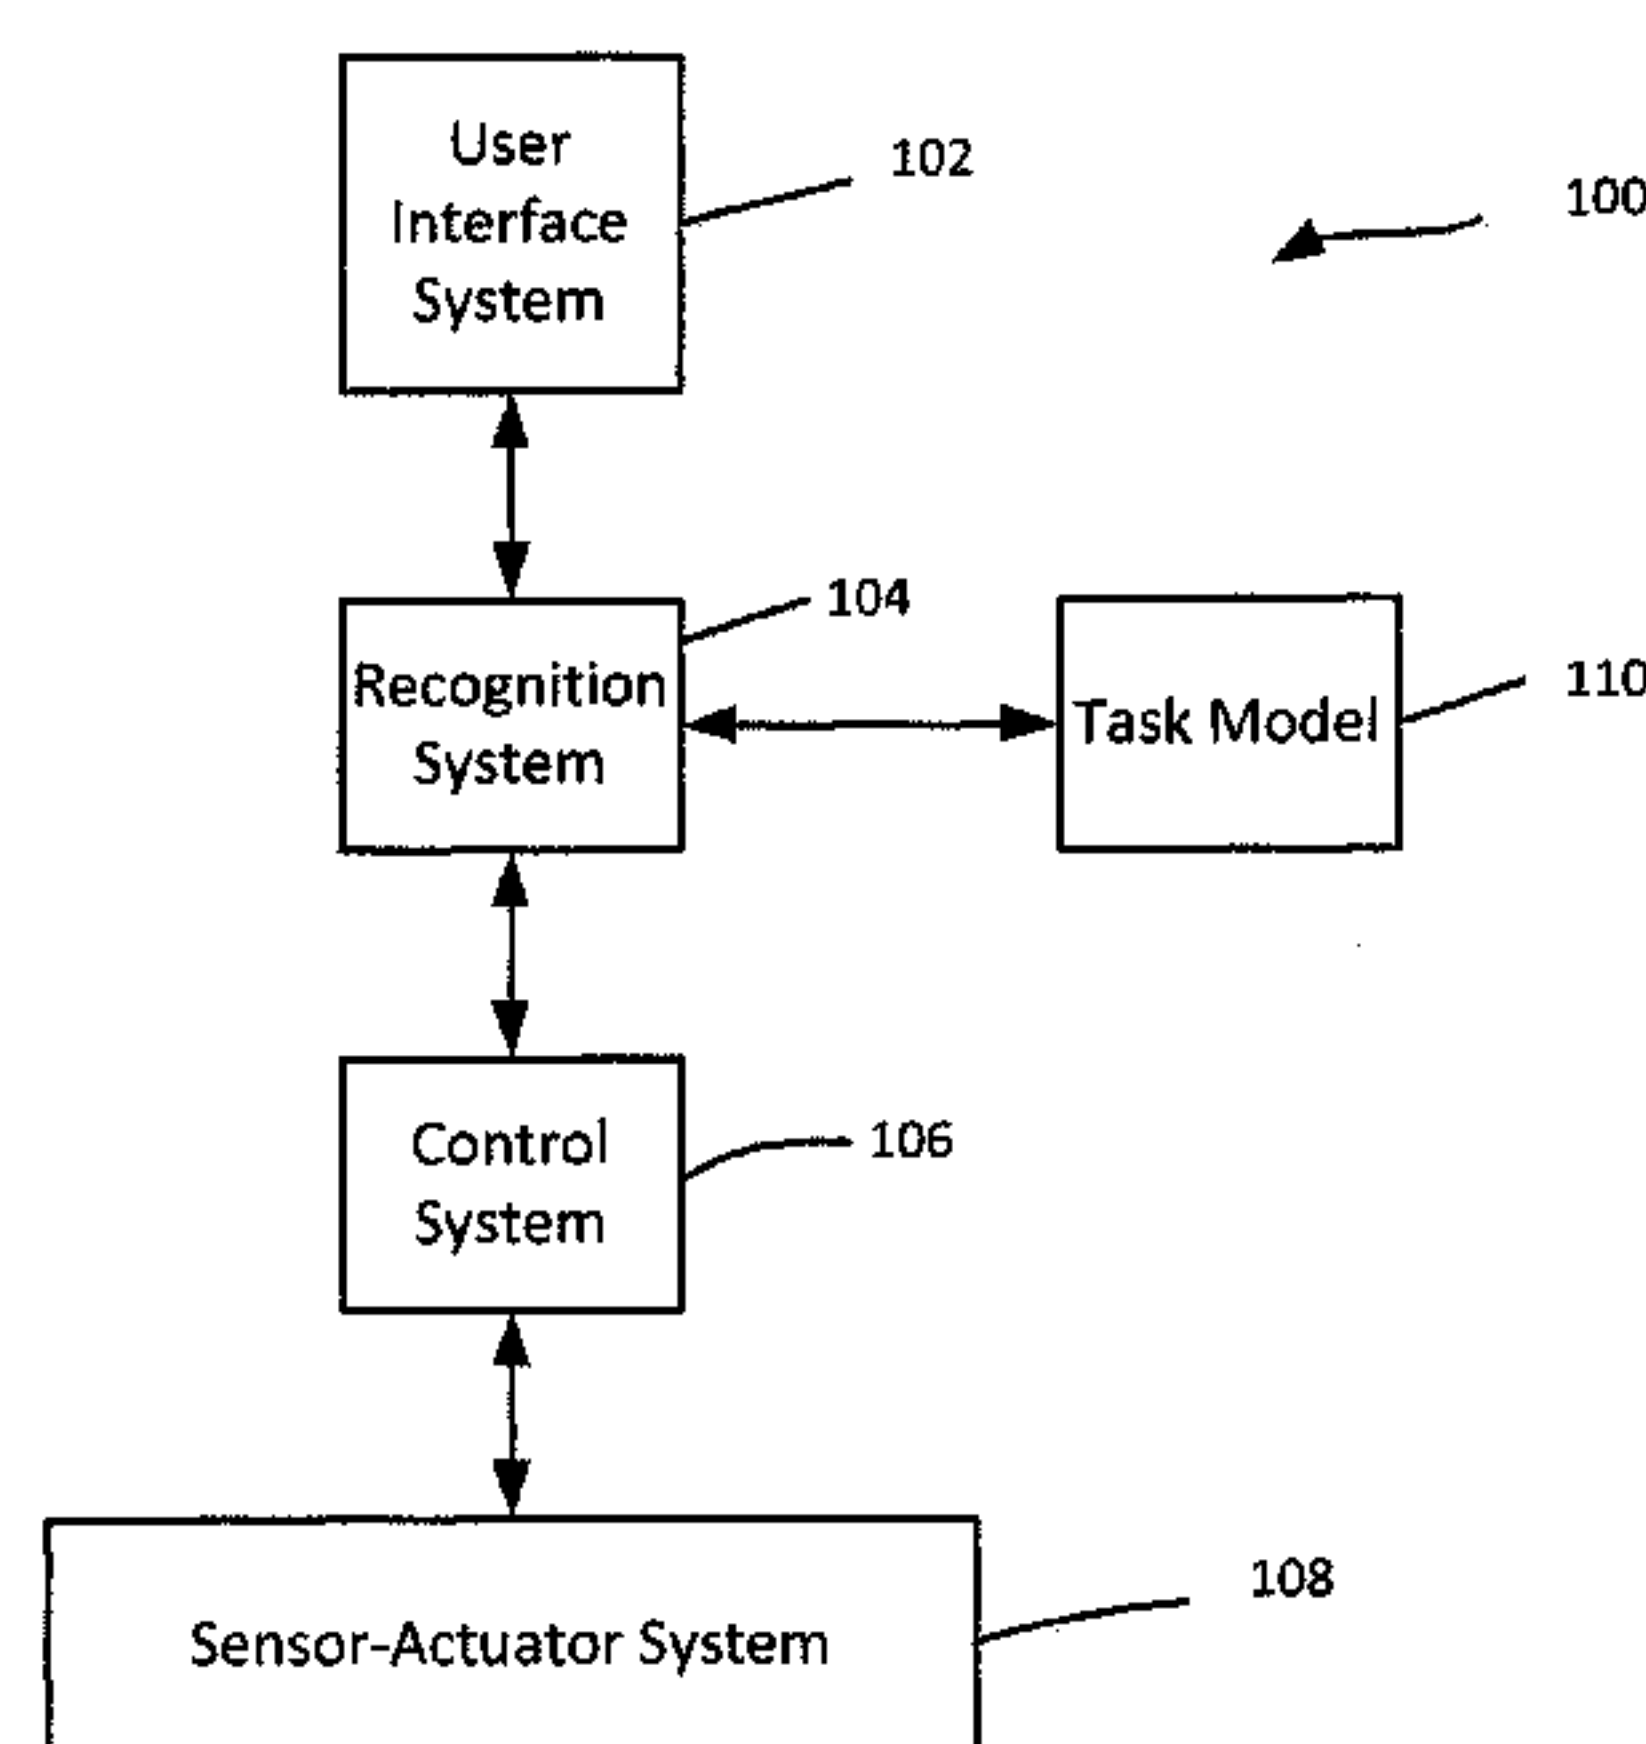 User
Interface
System
102
100
104
Recognition
System
Task Model
110
Control
System
106
108
Sensor-Actuator System